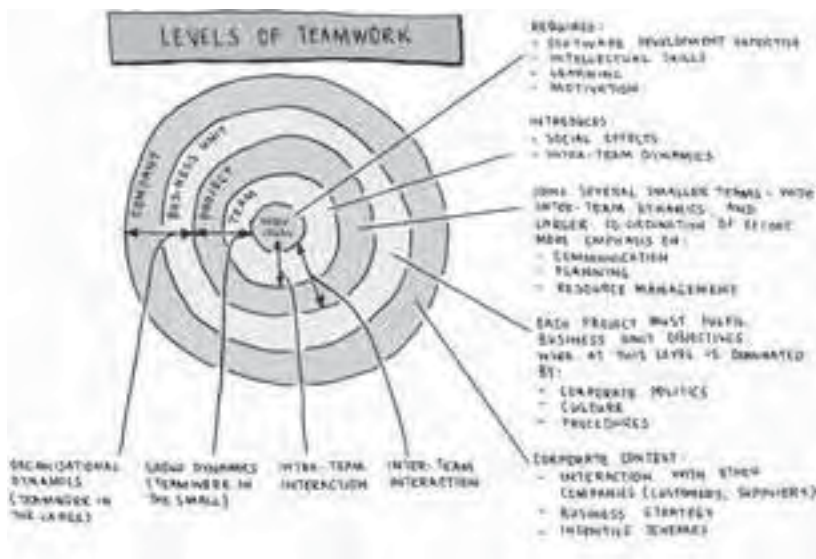 LEVELS OF TEAMWORK
COMPANY
BUSINESS UNIT
PROJECT
TEAM
REQUIRES:
- SOFTWARE DEVELOPMENT EXPERTISE
- INTELLECTUAL SKILLS
- LEARNING
- MOTIVATION
INTRODUCES:
- SOCIAL EFFECTS
- INTRA-TEAM DYNAMICS
SEVERAL SMALLER TEAMS - WITH
INTER-TEAM DYNAMICS AND
LARGER CO-ORDINATION OF EFFORT
MORE EMPHASIS ON:
- COMMUNICATION
- PLANNING
- RESOURCE MANAGEMENT
EACH PROJECT MUST FULFIL
BUSINESS UNIT OBJECTIVES
WORK AT THIS LEVEL IS DOMINATED
BY:
- CORPORATE POLITICS
- CULTURE
- PROCEDURES
CORPORATE CONTEXT:
- INTERACTION WITH OTHER
COMPANIES (CUSTOMERS, SUPPLIERS)
- BUSINESS STRATEGY
- INCENTIVE SCHEMES
ORGANISATIONAL
DYNAMICS
(TEAMWORK IN
THE LARGE)
GROUP DYNAMICS
(TEAMWORK IN
THE SMALL)
INTRA-TEAM
INTERACTION
INTER-TEAM
INTERACTION